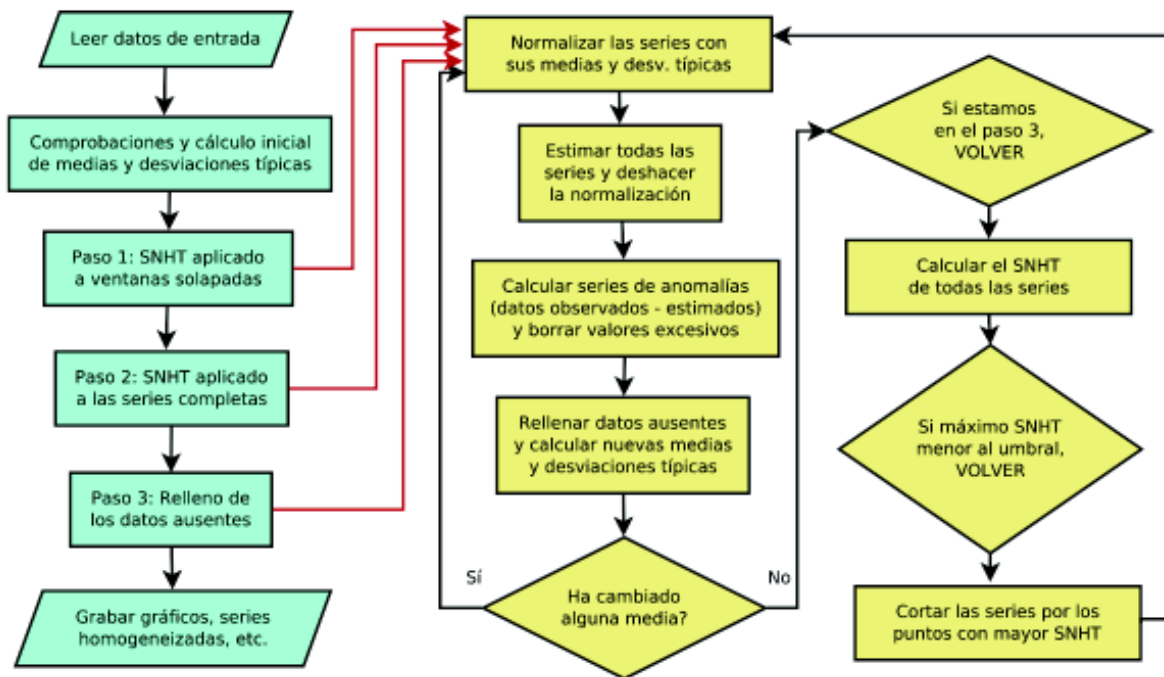 Leer datos de entrada
Comprobaciones y cálculo inicial
de medias y desviaciones típicas
Paso 1: SNHT aplicado
a ventanas solapadas
Paso 2: SNHT aplicado
a las series completas
Paso 3: Relleno de
los datos ausentes
Grabar gráficos, series
homogeneizadas, etc.
Normalizar las series con
sus medias y desv. típicas
Estimar todas las
series y deshacer
la normalización
Calcular series de anomalías
(datos observados - estimados)
y borrar valores excesivos
Rellenar datos ausentes
y calcular nuevas medias
y desviaciones típicas
Sí
Ha cambiado
alguna media?
No
Si estamos
en el paso 3,
VOLVER
Calcular el SNHT
de todas las series
Si máximo SNHT
menor al umbral,
VOLVER
Cortar las series por los
puntos con mayor SNHT